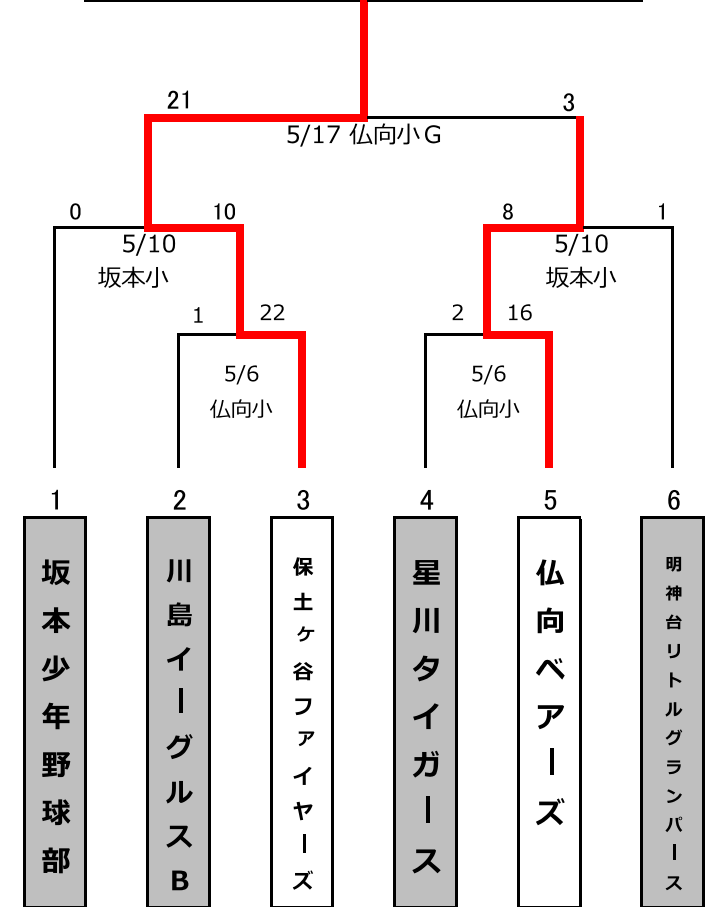 21 3
5/17 仏向小G
0 10 8 1
5/10 5/10
坂本小 坂本小
1 22 2 16
5/6 5/6
仏向小 仏向小
1 2 3 4 5 6
坂本少年野球部
川島イーグルスB
保土ヶ谷ファイヤーズ
星川タイガース
仏向ベアーズ
明神台リトルグランパース